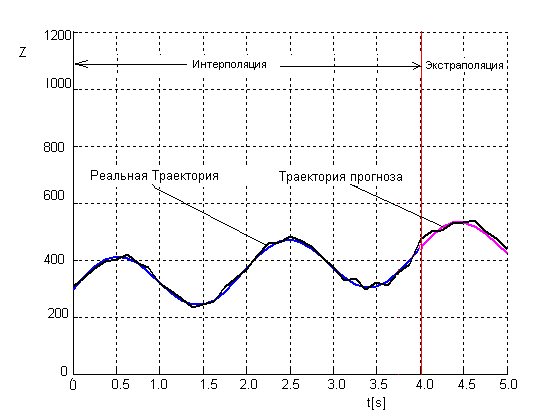 1200
Z
Интерполяция
Экстраполяция
1000
800
Реальная Траектория
Траектория прогноза
600
400
200
0
0 0.5 1.0 1.5 2.0 2.5 3.0 3.5 4.0 4.5 5.0
t[s]